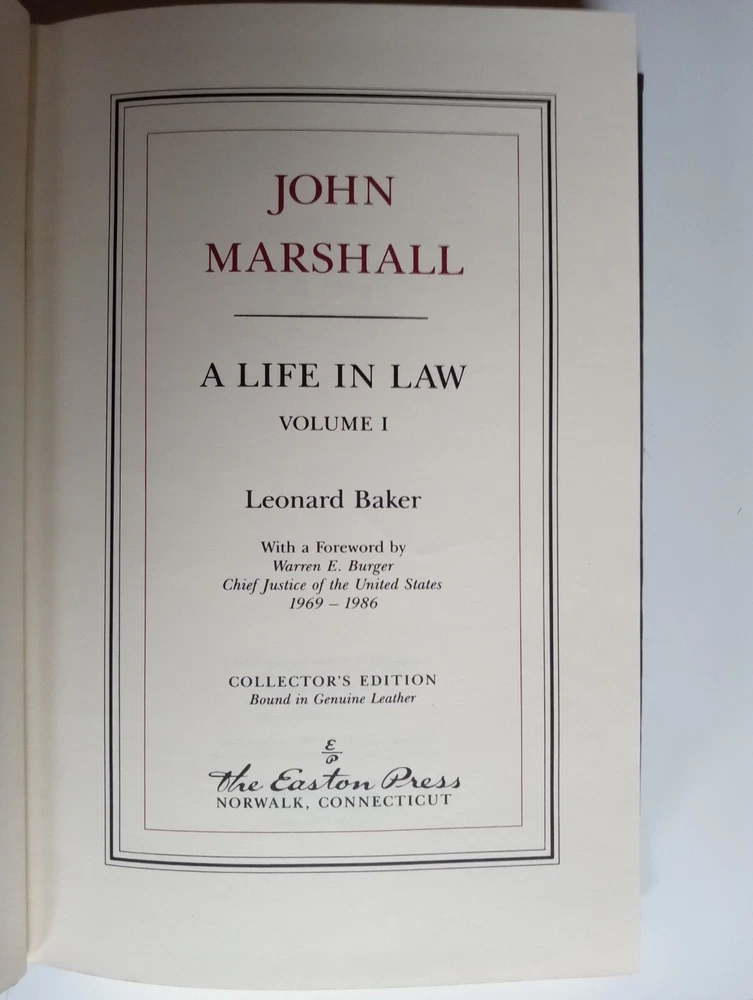 JOHN
MARSHALL
A LIFE IN LAW
VOLUME I
Leonard Baker
With a Foreword by
Warren E. Burger
Chief Justice of the United States
1969 – 1986
COLLECTOR'S EDITION
Bound in Genuine Leather
E
P
The Easton Press
NORWALK, CONNECTICUT